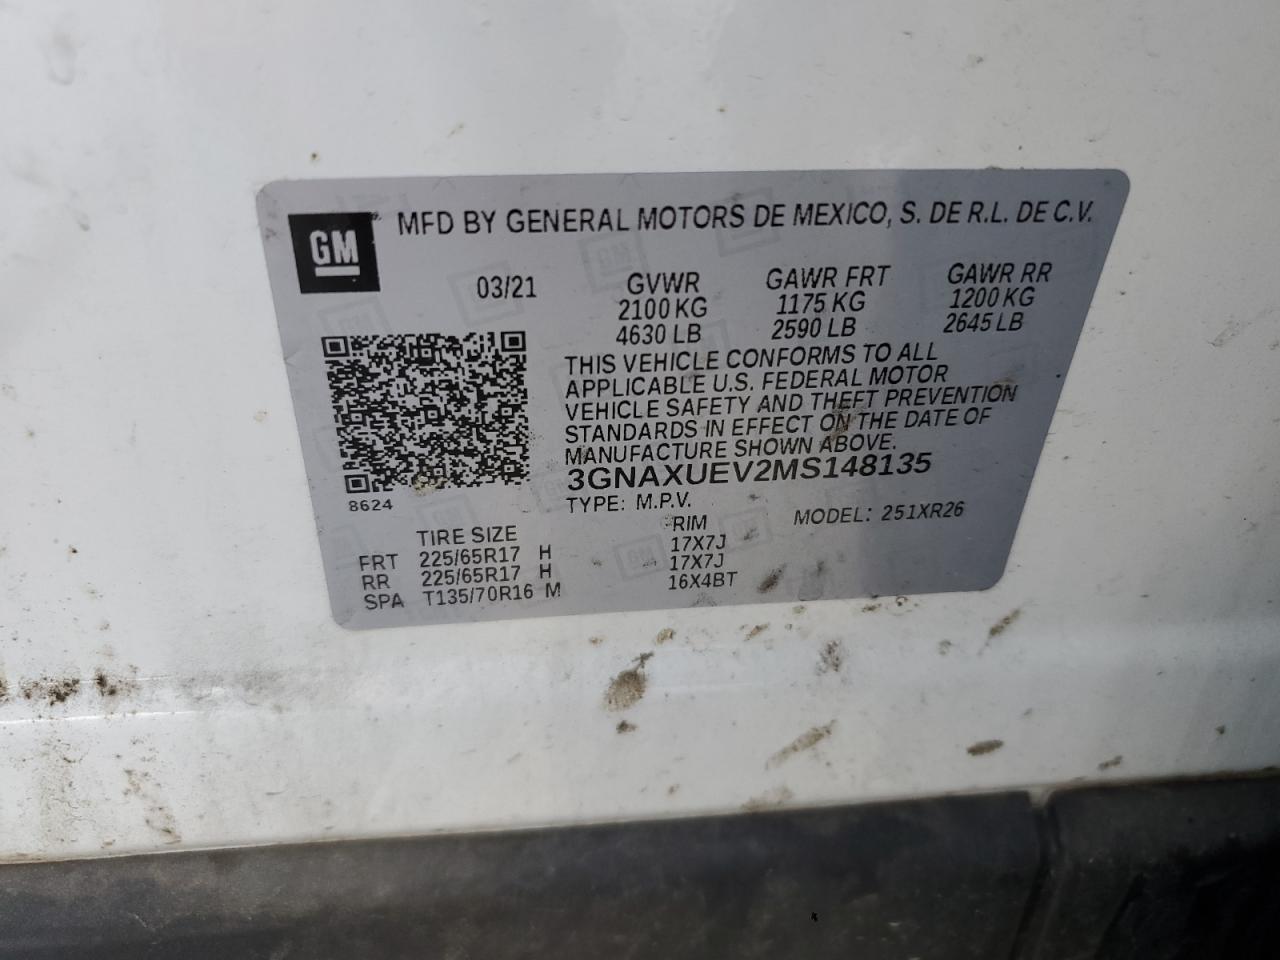 GM
MFD BY GENERAL MOTORS DE MEXICO, S. DE R.L. DE C.V.
03/21 GVWR GAWR FRT GAWR RR
2100 KG 1175 KG 1200 KG
4630 LB 2590 LB 2645 LB
THIS VEHICLE CONFORMS TO ALL
APPLICABLE U.S. FEDERAL MOTOR
VEHICLE SAFETY AND THEFT PREVENTION
STANDARDS IN EFFECT ON THE DATE OF
MANUFACTURE SHOWN ABOVE.
3GNAXUEV2MS148135
8624
TYPE: M.P.V. MODEL: 251XR26
TIRE SIZE RIM
FRT 225/65R17 H 17X7J
RR 225/65R17 H 17X7J
SPA T135/70R16 M 16X4BT